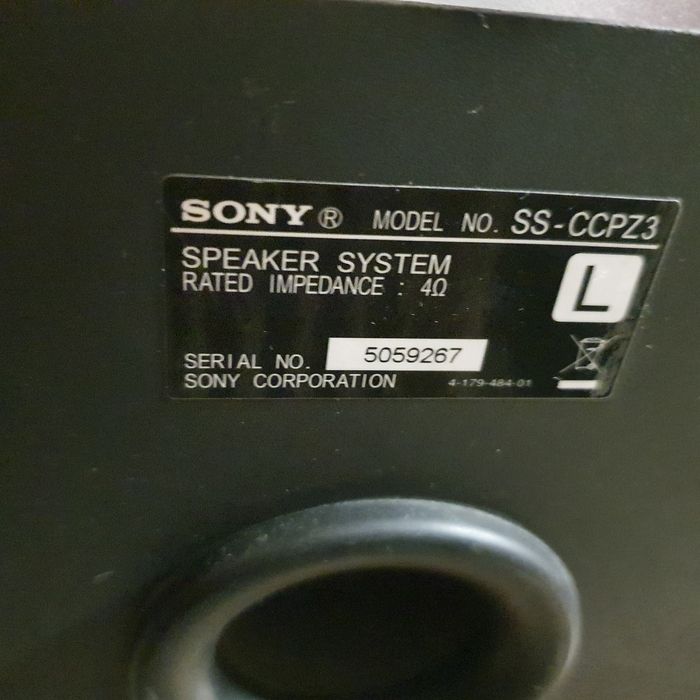 SONY® MODEL NO. SS-CCPZ3
SPEAKER SYSTEM
RATED IMPEDANCE : 4Ω
L
SERIAL NO. 5059267
SONY CORPORATION 4-179-484-01